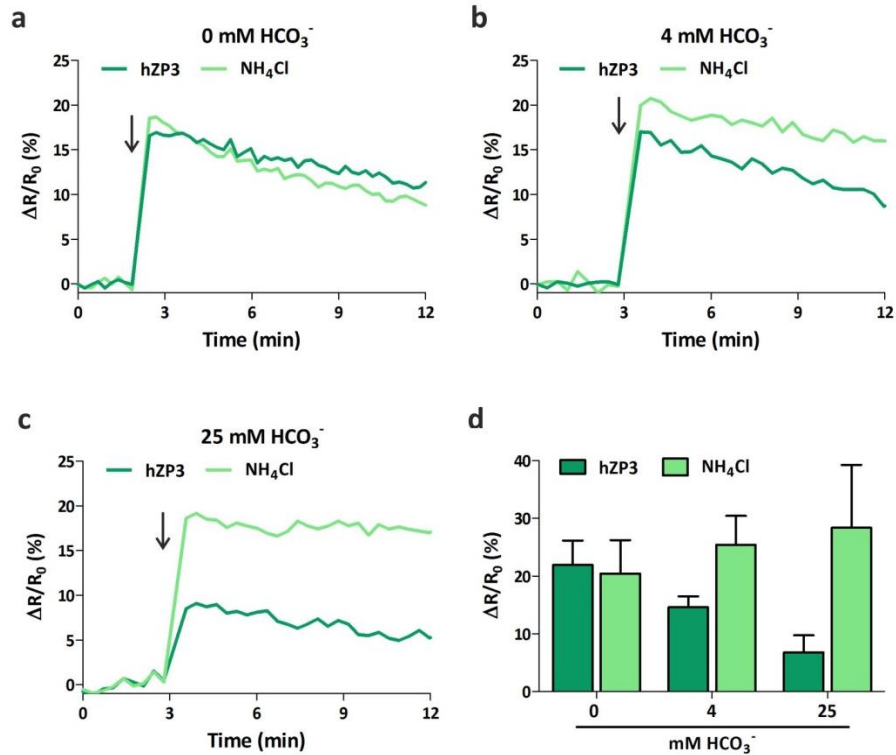 a
0 mM HCO₃⁻
hZP3 NH₄Cl
25
20
15
10
5
0
ΔR/R₀ (%)
0 3 6 9 12
Time (min)
b
4 mM HCO₃⁻
hZP3 NH₄Cl
25
20
15
10
5
0
ΔR/R₀ (%)
0 3 6 9 12
Time (min)
c
25 mM HCO₃⁻
hZP3 NH₄Cl
25
20
15
10
5
0
ΔR/R₀ (%)
0 3 6 9 12
Time (min)
d
hZP3 NH₄Cl
40
30
20
10
0
ΔR/R₀ (%)
0 4 25
mM HCO₃⁻